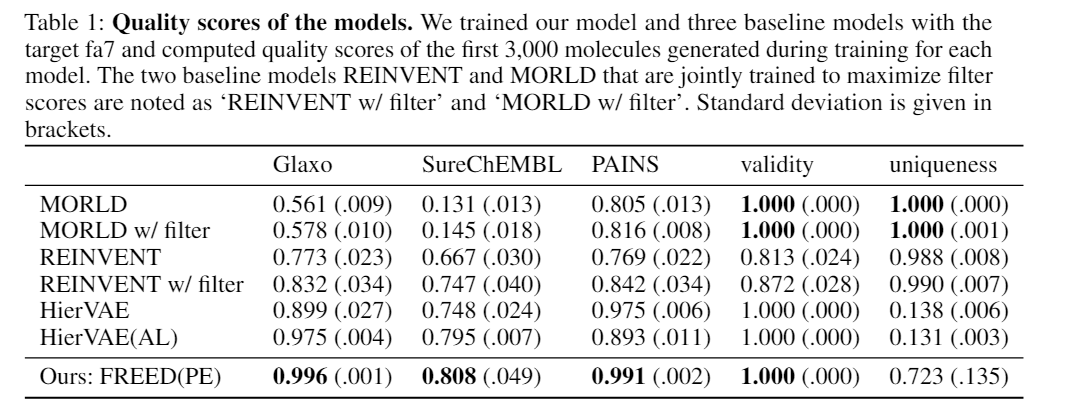 Table 1: Quality scores of the models. We trained our model and three baseline models with the
target fa7 and computed quality scores of the first 3,000 molecules generated during training for each
model. The two baseline models REINVENT and MORLD that are jointly trained to maximize filter
scores are noted as ‘REINVENT w/ filter’ and ‘MORLD w/ filter’. Standard deviation is given in
brackets.
Glaxo SureChEMBL PAINS validity uniqueness
MORLD 0.561 (.009) 0.131 (.013) 0.805 (.013) 1.000 (.000) 1.000 (.000)
MORLD w/ filter 0.578 (.010) 0.145 (.018) 0.816 (.008) 1.000 (.000) 1.000 (.001)
REINVENT 0.773 (.023) 0.667 (.030) 0.769 (.022) 0.813 (.024) 0.988 (.008)
REINVENT w/ filter 0.832 (.034) 0.747 (.040) 0.842 (.034) 0.872 (.028) 0.990 (.007)
HierVAE 0.899 (.027) 0.748 (.024) 0.975 (.006) 1.000 (.000) 0.138 (.006)
HierVAE(AL) 0.975 (.004) 0.795 (.007) 0.893 (.011) 1.000 (.000) 0.131 (.003)
Ours: FREED(PE) 0.996 (.001) 0.808 (.049) 0.991 (.002) 1.000 (.000) 0.723 (.135)